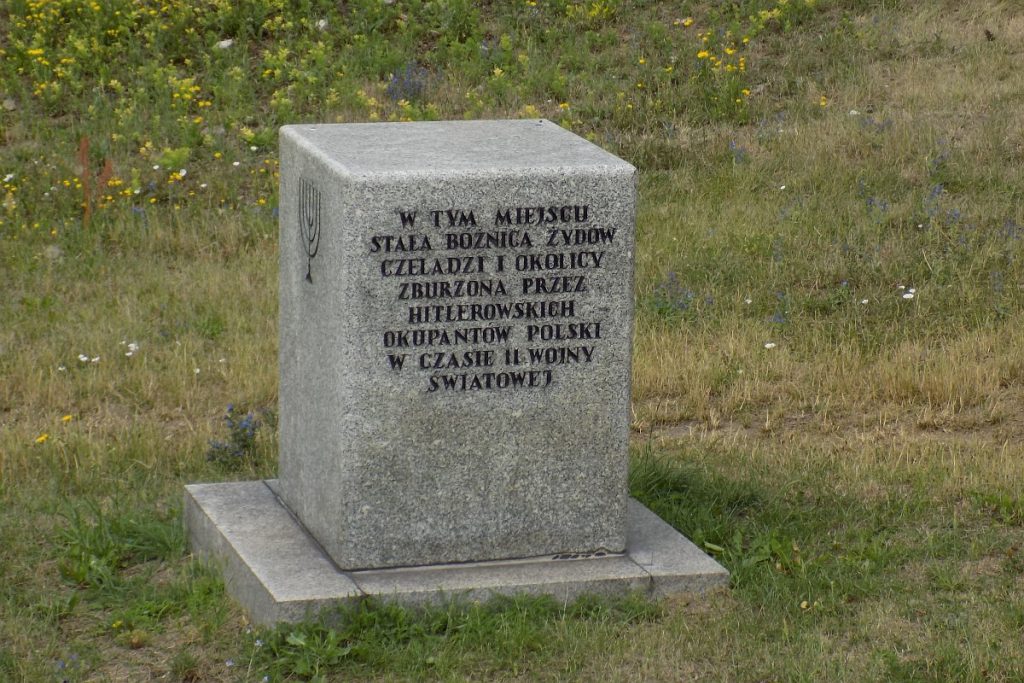 W TYM MIEJSCU
STAŁA BOŻNICA ŻYDÓW
CZELADZI I OKOLICY
ZBURZONA PRZEZ
HITLEROWSKICH
OKUPANTÓW POLSKI
W CZASIE II WOJNY
ŚWIATOWEJ